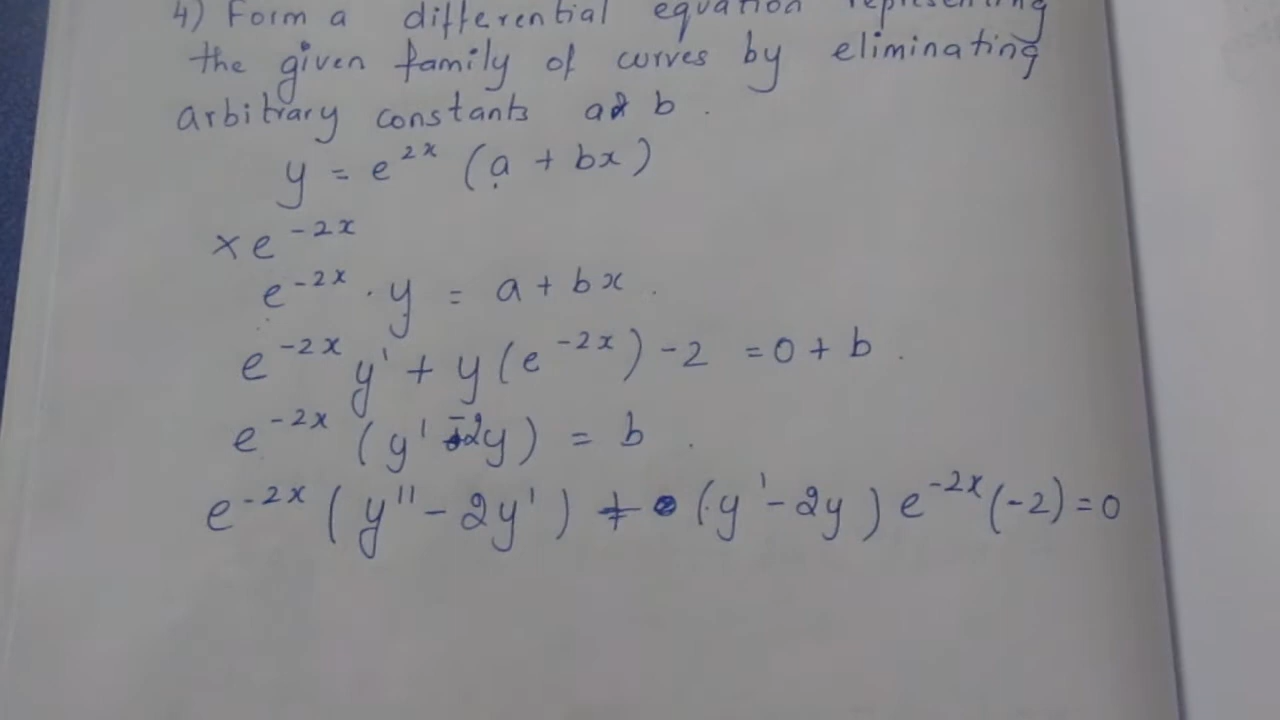 4) Form a differential equation representing
the given family of curves by eliminating
arbitrary constants a & b .
y = e^{2x} (a + bx)
× e^{-2x}
e^{-2x} . y = a + bx .
e^{-2x} y' + y (e^{-2x}) -2 = 0 + b .
e^{-2x} (y' - 2y) = b .
e^{-2x} (y'' - 2y') + (y' - 2y) e^{-2x} (-2) = 0